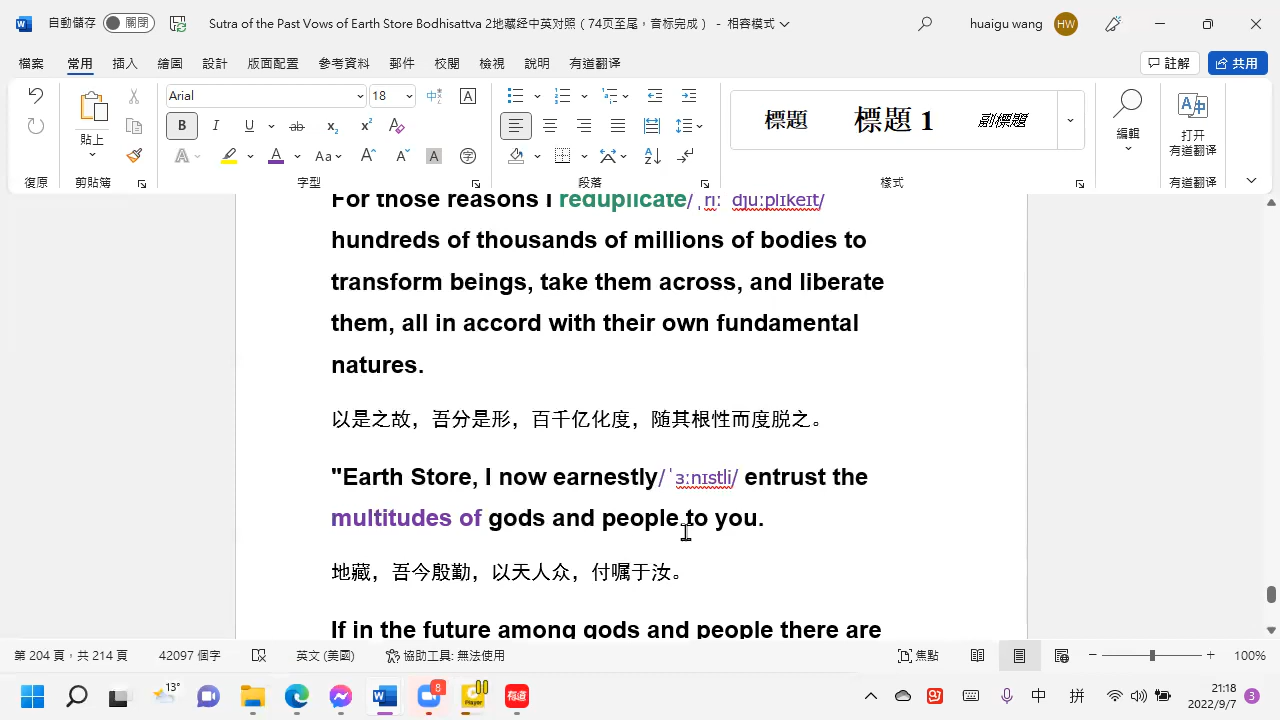 自動儲存 關閉 Sutra of the Past Vows of Earth Store Bodhisattva 2地藏经中英对照（74页至尾，音标完成） - 相容模式 huaigu wang HW
檔案 常用 插入 繪圖 設計 版面配置 參考資料 郵件 校閱 檢視 說明 有道翻译 註解 共用
Arial 18 標題 標題 1 副標題
貼上 編輯 打开 有道翻译
復原 剪貼簿 字型 段落 樣式 有道翻译
For those reasons I reduplicate/ˌriːˈdjuːplɪkeɪt/
hundreds of thousands of millions of bodies to
transform beings, take them across, and liberate
them, all in accord with their own fundamental
natures.
以是之故，吾分是形，百千亿化度，随其根性而度脱之。
"Earth Store, I now earnestly/ˈɜːnɪstli/ entrust the
multitudes of gods and people to you.
地藏，吾今殷勤，以天人众，付嘱于汝。
If in the future among gods and people there are
第 204 頁，共 214 頁 42097 個字 英文 (美國) 協助工具: 無法使用 焦點 100%
13° 8 Player 有道 中 拼 21:18 3
2022/9/7